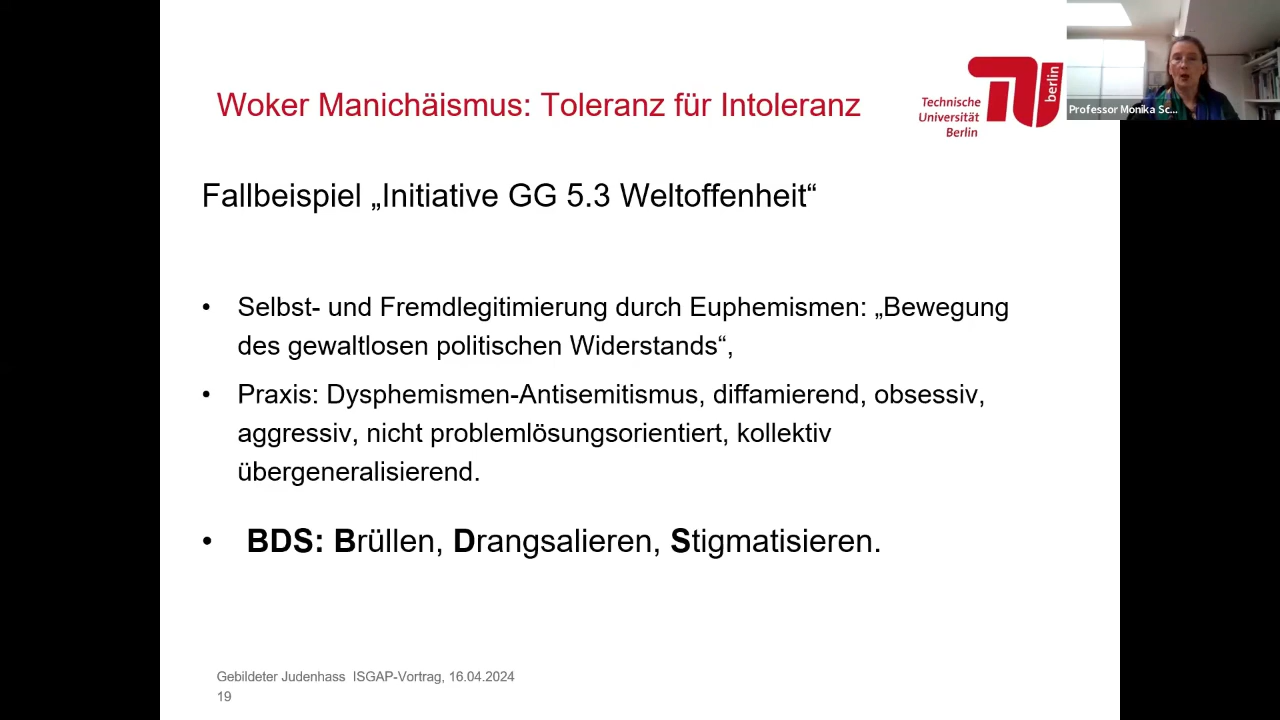 Woker Manichäismus: Toleranz für Intoleranz
Technische
Universität
Berlin
berlin
Professor Monika Sc...
Fallbeispiel „Initiative GG 5.3 Weltoffenheit“
• Selbst- und Fremdlegitimierung durch Euphemismen: „Bewegung
des gewaltlosen politischen Widerstands“,
• Praxis: Dysphemismen-Antisemitismus, diffamierend, obsessiv,
aggressiv, nicht problemlösungsorientiert, kollektiv
übergeneralisierend.
• BDS: Brüllen, Drangsalieren, Stigmatisieren.
Gebildeter Judenhass ISGAP-Vortrag, 16.04.2024
19